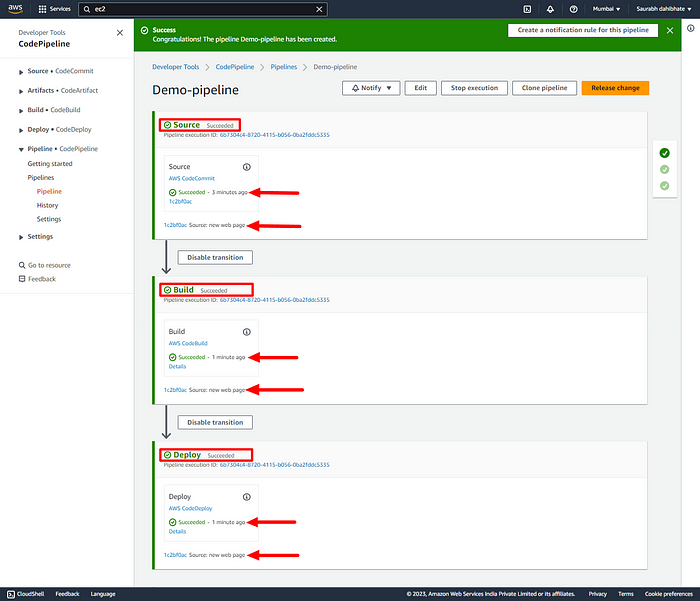 aws
Services
ec2
Mumbai
Saurabh dahibhate
Developer Tools
CodePipeline
Source • CodeCommit
Artifacts • CodeArtifact
Build • CodeBuild
Deploy • CodeDeploy
Pipeline • CodePipeline
Getting started
Pipelines
Pipeline
History
Settings
Settings
Go to resource
Feedback
Success
Congratulations! The pipeline Demo-pipeline has been created.
Create a notification rule for this pipeline
Developer Tools > CodePipeline > Pipelines > Demo-pipeline
Demo-pipeline
Notify
Edit
Stop execution
Clone pipeline
Release change
Source Succeeded
Pipeline execution ID: 6b7304c4-8720-4115-b056-0ba2fddc5335
Source
AWS CodeCommit
Succeeded - 3 minutes ago
1c2bf0ac
1c2bf0ac Source: new web page
Disable transition
Build Succeeded
Pipeline execution ID: 6b7304c4-8720-4115-b056-0ba2fddc5335
Build
AWS CodeBuild
Succeeded - 1 minute ago
Details
1c2bf0ac Source: new web page
Disable transition
Deploy Succeeded
Pipeline execution ID: 6b7304c4-8720-4115-b056-0ba2fddc5335
Deploy
AWS CodeDeploy
Succeeded - 1 minute ago
Details
1c2bf0ac Source: new web page
CloudShell
Feedback
Language
© 2023, Amazon Web Services India Private Limited or its affiliates.
Privacy
Terms
Cookie preferences